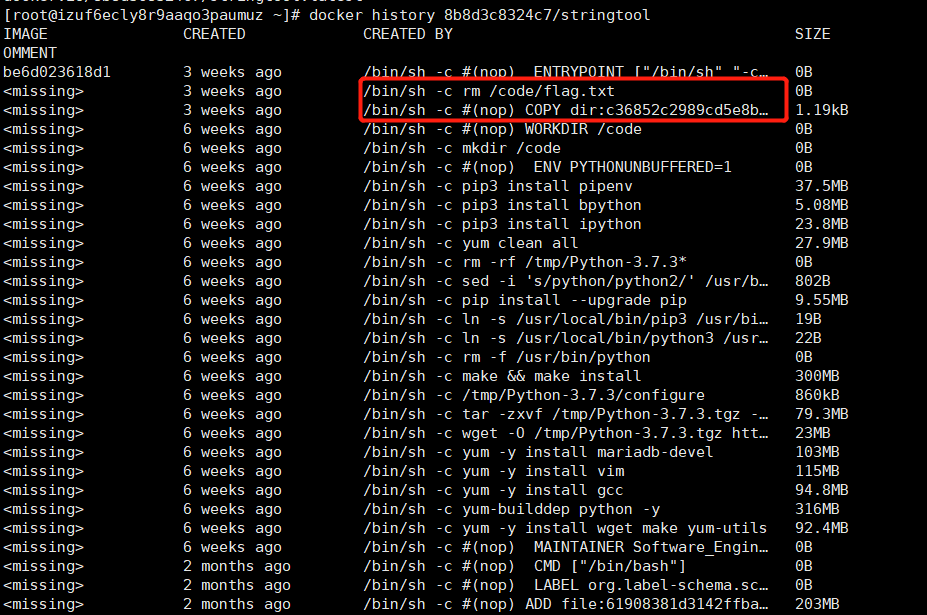 [root@izuf6ecly8r9aaqo3paumuz ~]# docker history 8b8d3c8324c7/stringtool
IMAGE CREATED CREATED BY SIZE
OMMENT
be6d023618d1 3 weeks ago /bin/sh -c #(nop) ENTRYPOINT ["/bin/sh" "-c… 0B
<missing> 3 weeks ago /bin/sh -c rm /code/flag.txt 0B
<missing> 3 weeks ago /bin/sh -c #(nop) COPY dir:c36852c2989cd5e8b… 1.19kB
<missing> 6 weeks ago /bin/sh -c #(nop) WORKDIR /code 0B
<missing> 6 weeks ago /bin/sh -c mkdir /code 0B
<missing> 6 weeks ago /bin/sh -c #(nop) ENV PYTHONUNBUFFERED=1 0B
<missing> 6 weeks ago /bin/sh -c pip3 install pipenv 37.5MB
<missing> 6 weeks ago /bin/sh -c pip3 install bpython 5.08MB
<missing> 6 weeks ago /bin/sh -c pip3 install ipython 23.8MB
<missing> 6 weeks ago /bin/sh -c yum clean all 27.9MB
<missing> 6 weeks ago /bin/sh -c rm -rf /tmp/Python-3.7.3* 0B
<missing> 6 weeks ago /bin/sh -c sed -i 's/python/python2/' /usr/b… 802B
<missing> 6 weeks ago /bin/sh -c pip install --upgrade pip 9.55MB
<missing> 6 weeks ago /bin/sh -c ln -s /usr/local/bin/pip3 /usr/bi… 19B
<missing> 6 weeks ago /bin/sh -c ln -s /usr/local/bin/python3 /usr… 22B
<missing> 6 weeks ago /bin/sh -c rm -f /usr/bin/python 0B
<missing> 6 weeks ago /bin/sh -c make && make install 300MB
<missing> 6 weeks ago /bin/sh -c /tmp/Python-3.7.3/configure 860kB
<missing> 6 weeks ago /bin/sh -c tar -zxvf /tmp/Python-3.7.3.tgz -… 79.3MB
<missing> 6 weeks ago /bin/sh -c wget -O /tmp/Python-3.7.3.tgz htt… 23MB
<missing> 6 weeks ago /bin/sh -c yum -y install mariadb-devel 103MB
<missing> 6 weeks ago /bin/sh -c yum -y install vim 115MB
<missing> 6 weeks ago /bin/sh -c yum -y install gcc 94.8MB
<missing> 6 weeks ago /bin/sh -c yum-builddep python -y 316MB
<missing> 6 weeks ago /bin/sh -c yum -y install wget make yum-utils 92.4MB
<missing> 6 weeks ago /bin/sh -c #(nop) MAINTAINER Software_Engin… 0B
<missing> 2 months ago /bin/sh -c #(nop) CMD ["/bin/bash"] 0B
<missing> 2 months ago /bin/sh -c #(nop) LABEL org.label-schema.sc… 0B
<missing> 2 months ago /bin/sh -c #(nop) ADD file:61908381d3142ffba… 203MB